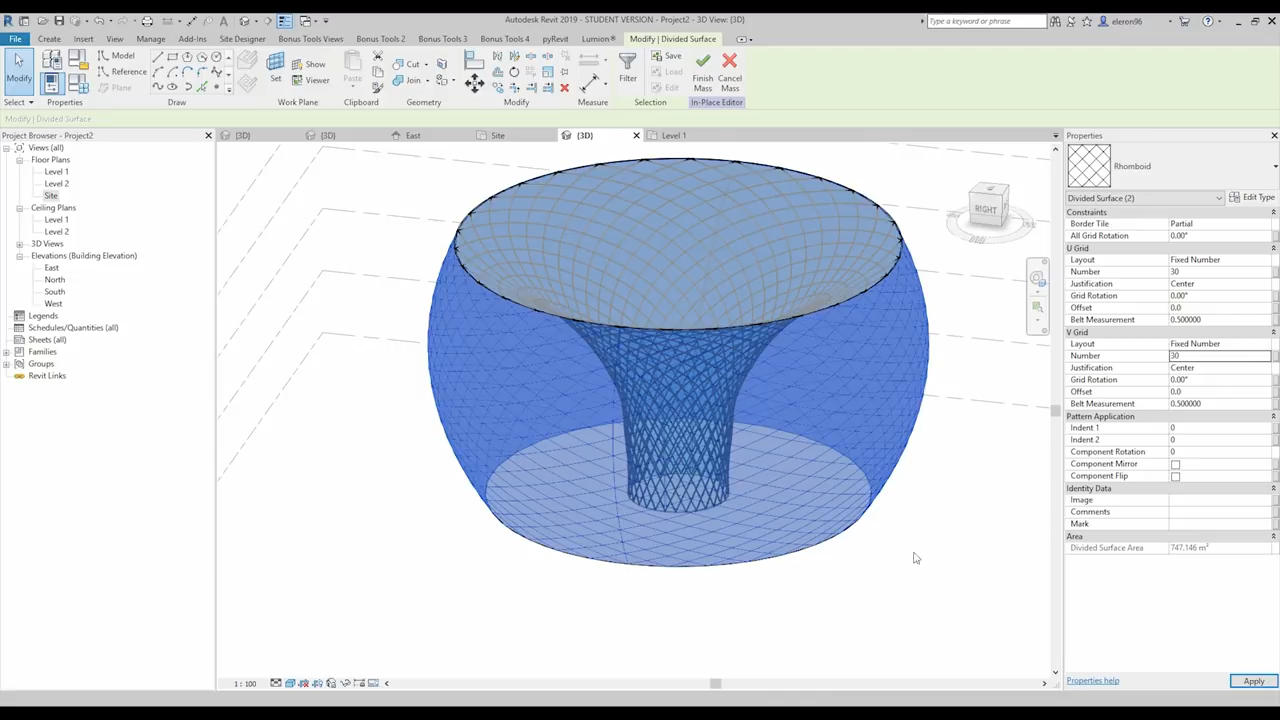 Autodesk Revit 2019 - STUDENT VERSION - Project2 - 3D View: {3D}
Type a keyword or phrase
eleron96
File Create Insert View Manage Add-Ins Site Designer Bonus Tools Views Bonus Tools 2 Bonus Tools 3 Bonus Tools 4 pyRevit Lumion® Modify | Divided Surface
Modify
Model
Reference
Plane
Set
Show
Viewer
Paste
Cut
Join
Filter
Save
Load
Edit
Finish Mass
Cancel Mass
Select Properties Draw Work Plane Clipboard Geometry Modify Measure Selection In-Place Editor
Modify | Divided Surface
Project Browser - Project2
{3D} {3D} East Site {3D} Level 1
Views (all)
Floor Plans
Level 1
Level 2
Site
Ceiling Plans
Level 1
Level 2
3D Views
Elevations (Building Elevation)
East
North
South
West
Legends
Schedules/Quantities (all)
Sheets (all)
Families
Groups
Revit Links
RIGHT
1 : 100
Properties
Rhomboid
Divided Surface (2) Edit Type
Constraints
Border Tile Partial
All Grid Rotation 0.00°
U Grid
Layout Fixed Number
Number 30
Justification Center
Grid Rotation 0.00°
Offset 0.0
Belt Measurement 0.500000
V Grid
Layout Fixed Number
Number 30
Justification Center
Grid Rotation 0.00°
Offset 0.0
Belt Measurement 0.500000
Pattern Application
Indent 1 0
Indent 2 0
Component Rotation 0
Component Mirror
Component Flip
Identity Data
Image
Comments
Mark
Area
Divided Surface Area 747.146 m²
Properties help Apply